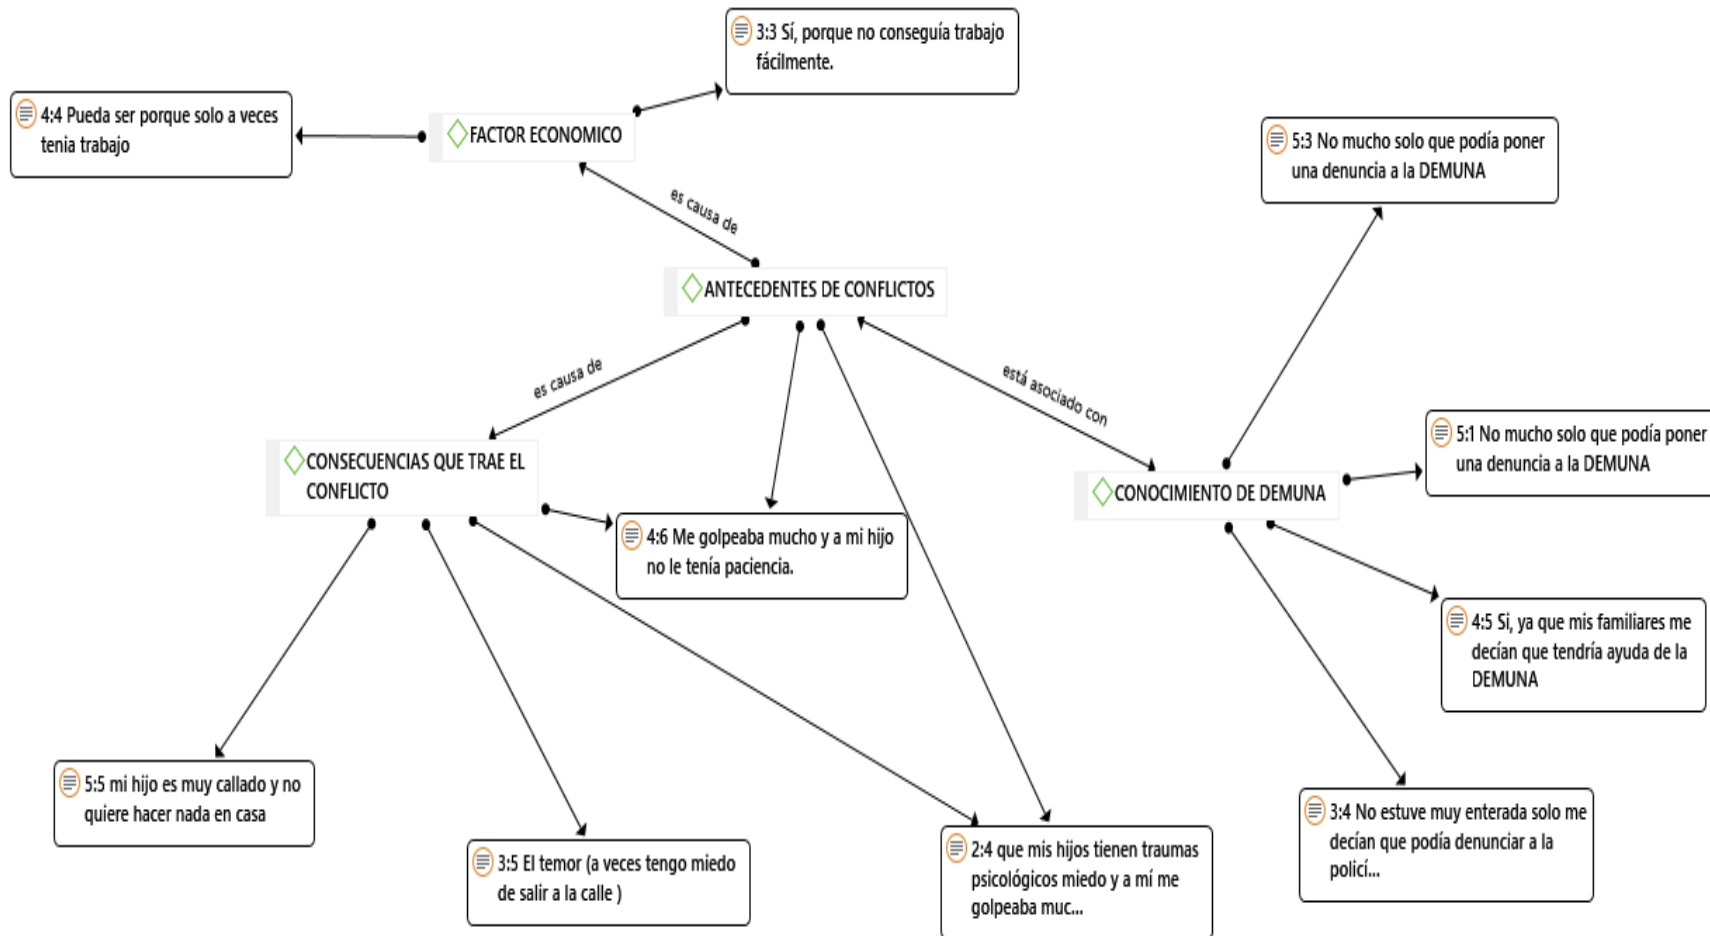 3:3 Sí, porque no conseguía trabajo
fácilmente.
4:4 Pueda ser porque solo a veces
tenia trabajo
FACTOR ECONOMICO
5:3 No mucho solo que podía poner
una denuncia a la DEMUNA
es causa de
ANTECEDENTES DE CONFLICTOS
es causa de
está asociado con
5:1 No mucho solo que podía poner
una denuncia a la DEMUNA
CONSECUENCIAS QUE TRAE EL
CONFLICTO
CONOCIMIENTO DE DEMUNA
4:6 Me golpeaba mucho y a mi hijo
no le tenía paciencia.
4:5 Si, ya que mis familiares me
decían que tendría ayuda de la
DEMUNA
5:5 mi hijo es muy callado y no
quiere hacer nada en casa
3:4 No estuve muy enterada solo me
decían que podía denunciar a la
policí...
3:5 El temor (a veces tengo miedo
de salir a la calle )
2:4 que mis hijos tienen traumas
psicológicos miedo y a mí me
golpeaba muc...